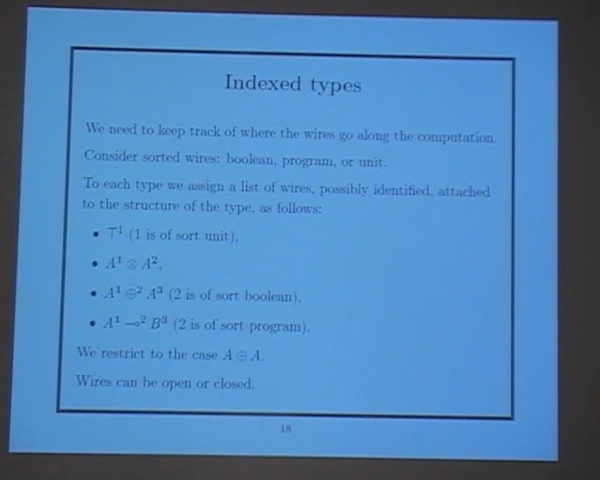 Indexed types
We need to keep track of where the wires go along the computation.
Consider sorted wires: boolean, program, or unit.
To each type we assign a list of wires, possibly identified, attached
to the structure of the type, as follows:
• ⊤¹ (1 is of sort unit),
• A¹ ⊗ A²,
• A¹ ⊕² A³ (2 is of sort boolean),
• A¹ ⊸² B³ (2 is of sort program).
We restrict to the case A ⊕ A.
Wires can be open or closed.
18